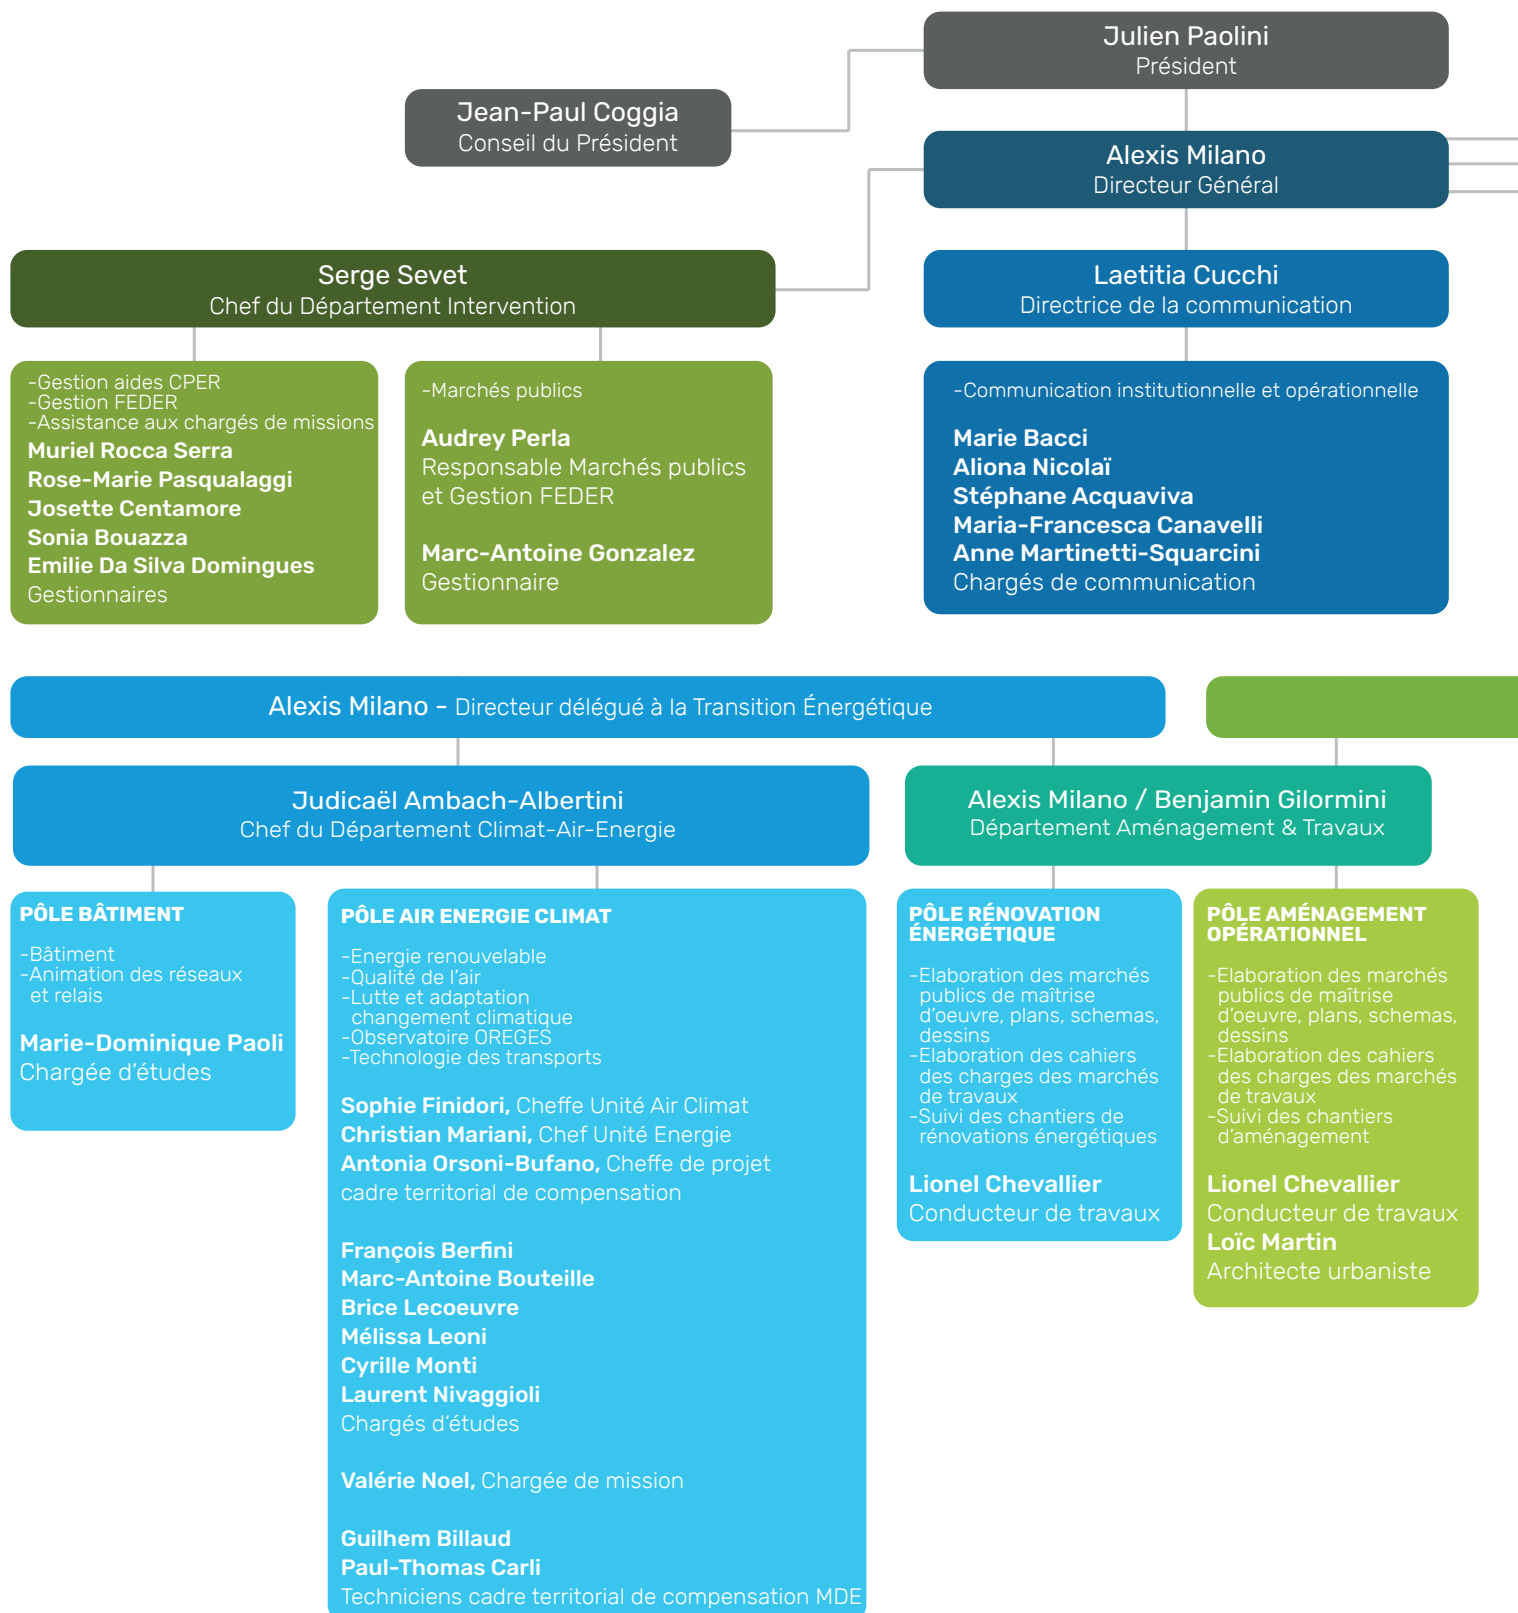 Julien Paolini
Président
Jean-Paul Coggia
Conseil du Président
Alexis Milano
Directeur Général
Serge Sevet
Chef du Département Intervention
Laetitia Cucchi
Directrice de la communication
-Gestion aides CPER
-Gestion FEDER
-Assistance aux chargés de missions
Muriel Rocca Serra
Rose-Marie Pasqualaggi
Josette Centamore
Sonia Bouazza
Emilie Da Silva Domingues
Gestionnaires
-Marchés publics
Audrey Perla
Responsable Marchés publics
et Gestion FEDER
Marc-Antoine Gonzalez
Gestionnaire
-Communication institutionnelle et opérationnelle
Marie Bacci
Aliona Nicolaï
Stéphane Acquaviva
Maria-Francesca Canavelli
Anne Martinetti-Squarcini
Chargés de communication
Alexis Milano - Directeur délégué à la Transition Énergétique
Judicaël Ambach-Albertini
Chef du Département Climat-Air-Energie
Alexis Milano / Benjamin Gilormini
Département Aménagement & Travaux
PÔLE BÂTIMENT
-Bâtiment
-Animation des réseaux
et relais
Marie-Dominique Paoli
Chargée d'études
PÔLE AIR ENERGIE CLIMAT
-Energie renouvelable
-Qualité de l'air
-Lutte et adaptation
changement climatique
-Observatoire OREGES
-Technologie des transports
Sophie Finidori, Cheffe Unité Air Climat
Christian Mariani, Chef Unité Energie
Antonia Orsoni-Bufano, Cheffe de projet
cadre territorial de compensation
François Berfini
Marc-Antoine Bouteille
Brice Lecoeuvre
Mélissa Leoni
Cyrille Monti
Laurent Nivaggioli
Chargés d'études
Valérie Noel, Chargée de mission
Guilhem Billaud
Paul-Thomas Carli
Techniciens cadre territorial de compensation MDE
PÔLE RÉNOVATION
ÉNERGÉTIQUE
-Elaboration des marchés
publics de maîtrise
d'oeuvre, plans, schemas,
dessins
-Elaboration des cahiers
des charges des marchés
de travaux
-Suivi des chantiers de
rénovations énergétiques
Lionel Chevallier
Conducteur de travaux
PÔLE AMÉNAGEMENT
OPÉRATIONNEL
-Elaboration des marchés
publics de maîtrise
d'oeuvre, plans, schemas,
dessins
-Elaboration des cahiers
des charges des marchés
de travaux
-Suivi des chantiers
d'aménagement
Lionel Chevallier
Conducteur de travaux
Loïc Martin
Architecte urbaniste